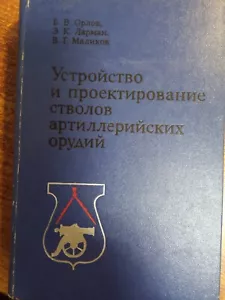 Б. В. Орлов,
Э. К. Ларман,
В. Г. Маликов
Устройство
и проектирование
стволов
артиллерийских
орудий